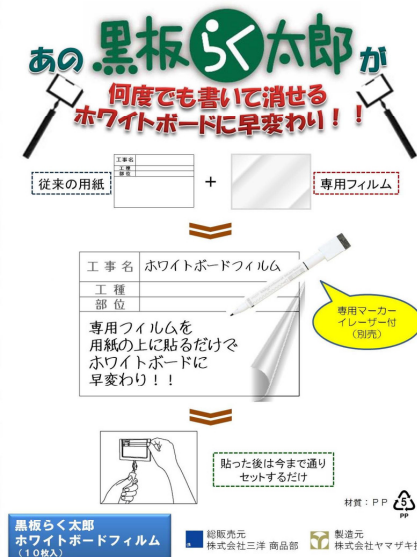 あの黒板らく太郎が
何度でも書いて消せる
ホワイトボードに早変わり！！
従来の用紙
工事名
工種
部位
+
専用フィルム
工事名 ホワイトボードフィルム
工種
部位
専用フィルムを
用紙の上に貼るだけで
ホワイトボードに
早変わり！！
専用マーカー
イレーザー付
（別売）
貼った後は今まで通り
セットするだけ
材質：ＰＰ
5
PP
黒板らく太郎
ホワイトボードフィルム
（１０枚入）
総販売元
株式会社三洋 商品部
製造元
株式会社ヤマザキ